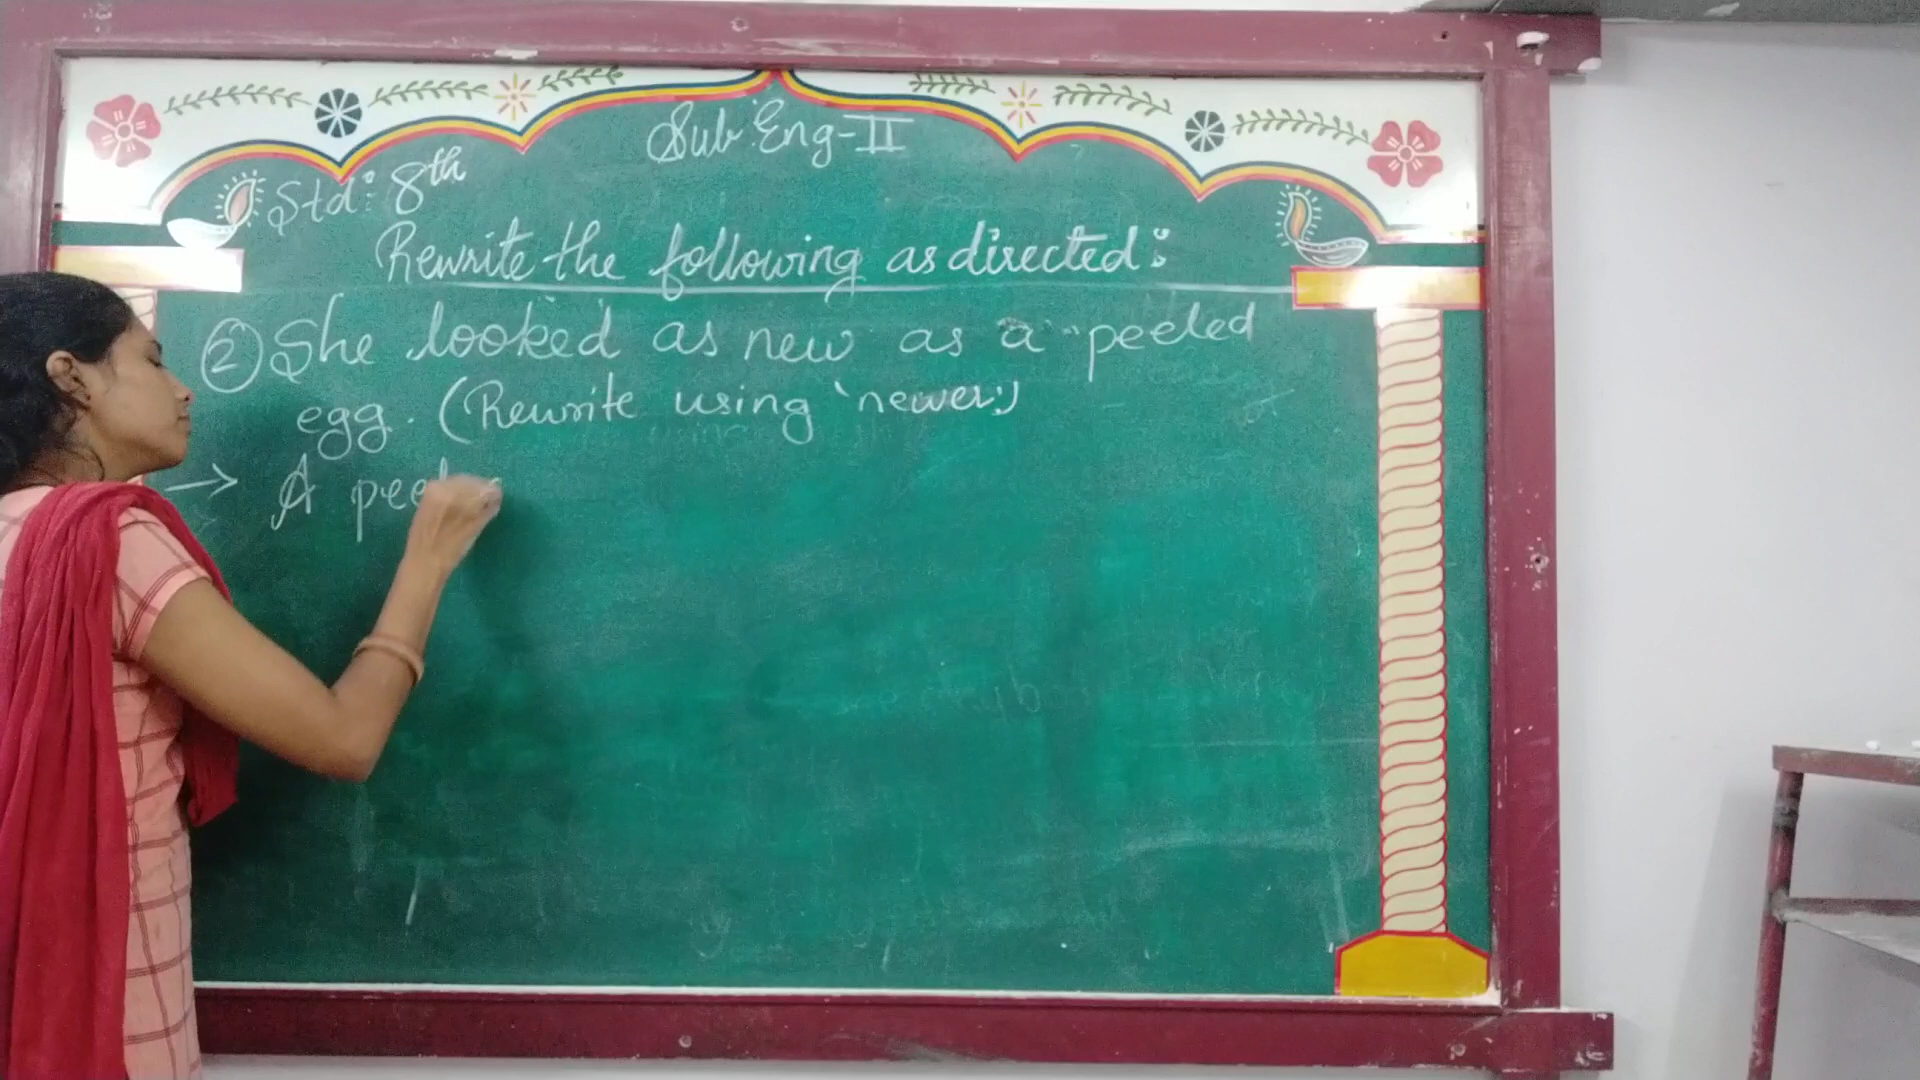 Sub: Eng-II
Std: 8th
Rewrite the following as directed:
② She looked as new as a peeled
egg. (Rewrite using 'newer')
→ A